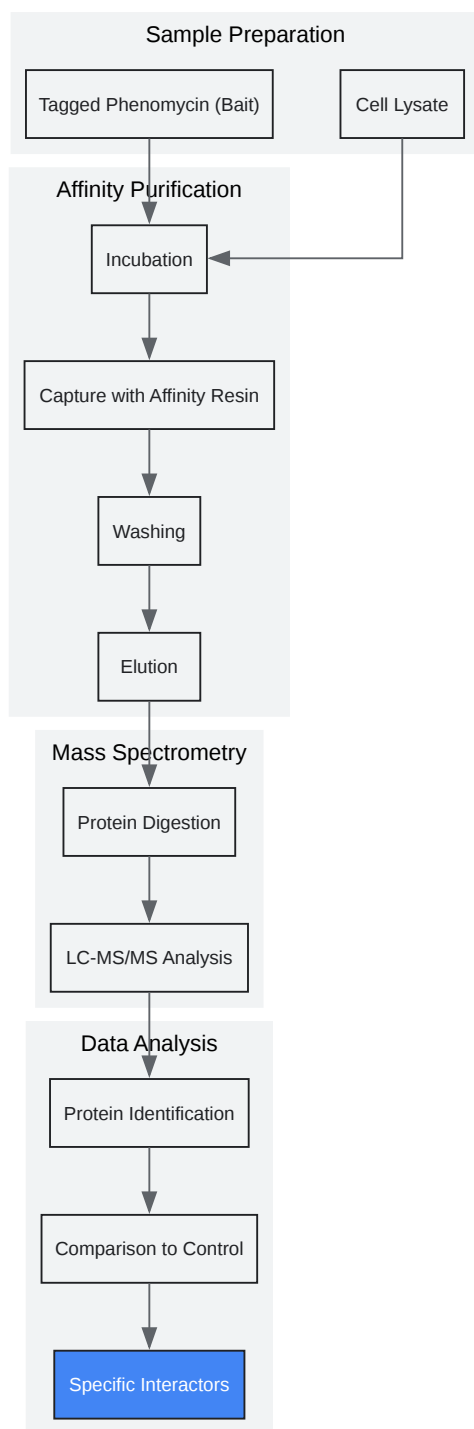 Sample Preparation
Tagged Phenomycin (Bait)
Cell Lysate
Affinity Purification
Incubation
Capture with Affinity Resin
Washing
Elution
Mass Spectrometry
Protein Digestion
LC-MS/MS Analysis
Data Analysis
Protein Identification
Comparison to Control
Specific Interactors